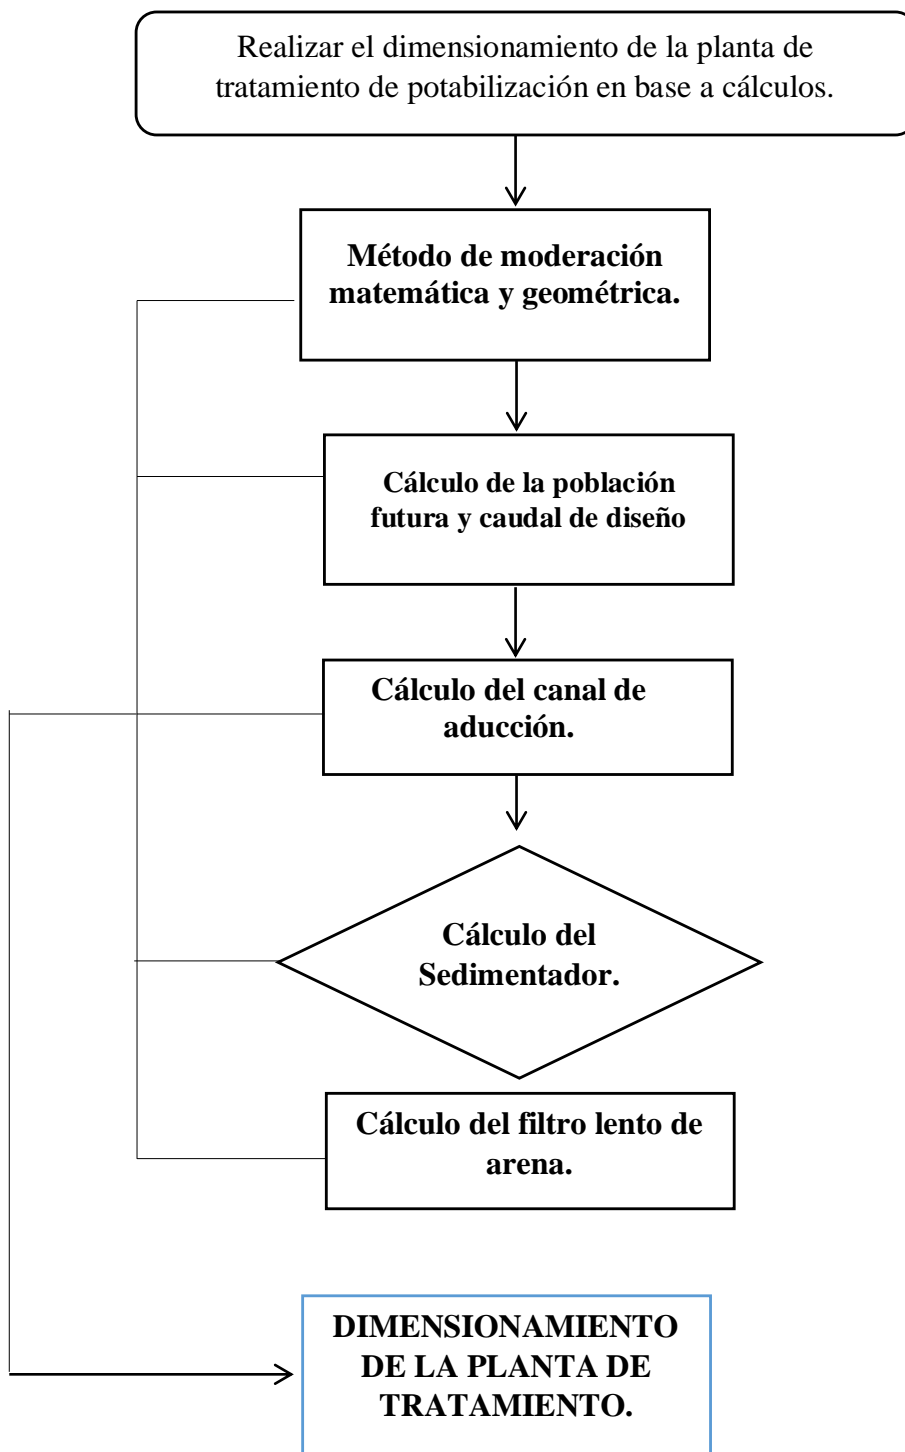 Realizar el dimensionamiento de la planta de
tratamiento de potabilización en base a cálculos.
Método de moderación
matemática y geométrica.
Cálculo de la población
futura y caudal de diseño
Cálculo del canal de
aducción.
Cálculo del
Sedimentador.
Cálculo del filtro lento de
arena.
DIMENSIONAMIENTO
DE LA PLANTA DE
TRATAMIENTO.